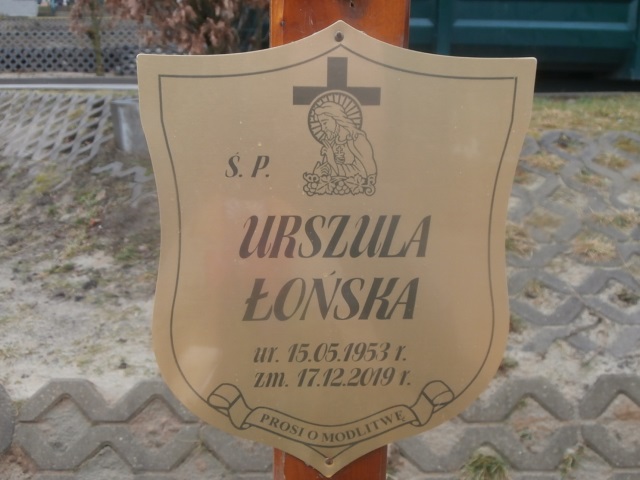 Ś. P.
URSZULA
ŁOŃSKA
ur. 15.05.1953 r.
zm. 17.12.2019 r.
PROSI O MODLITWĘ